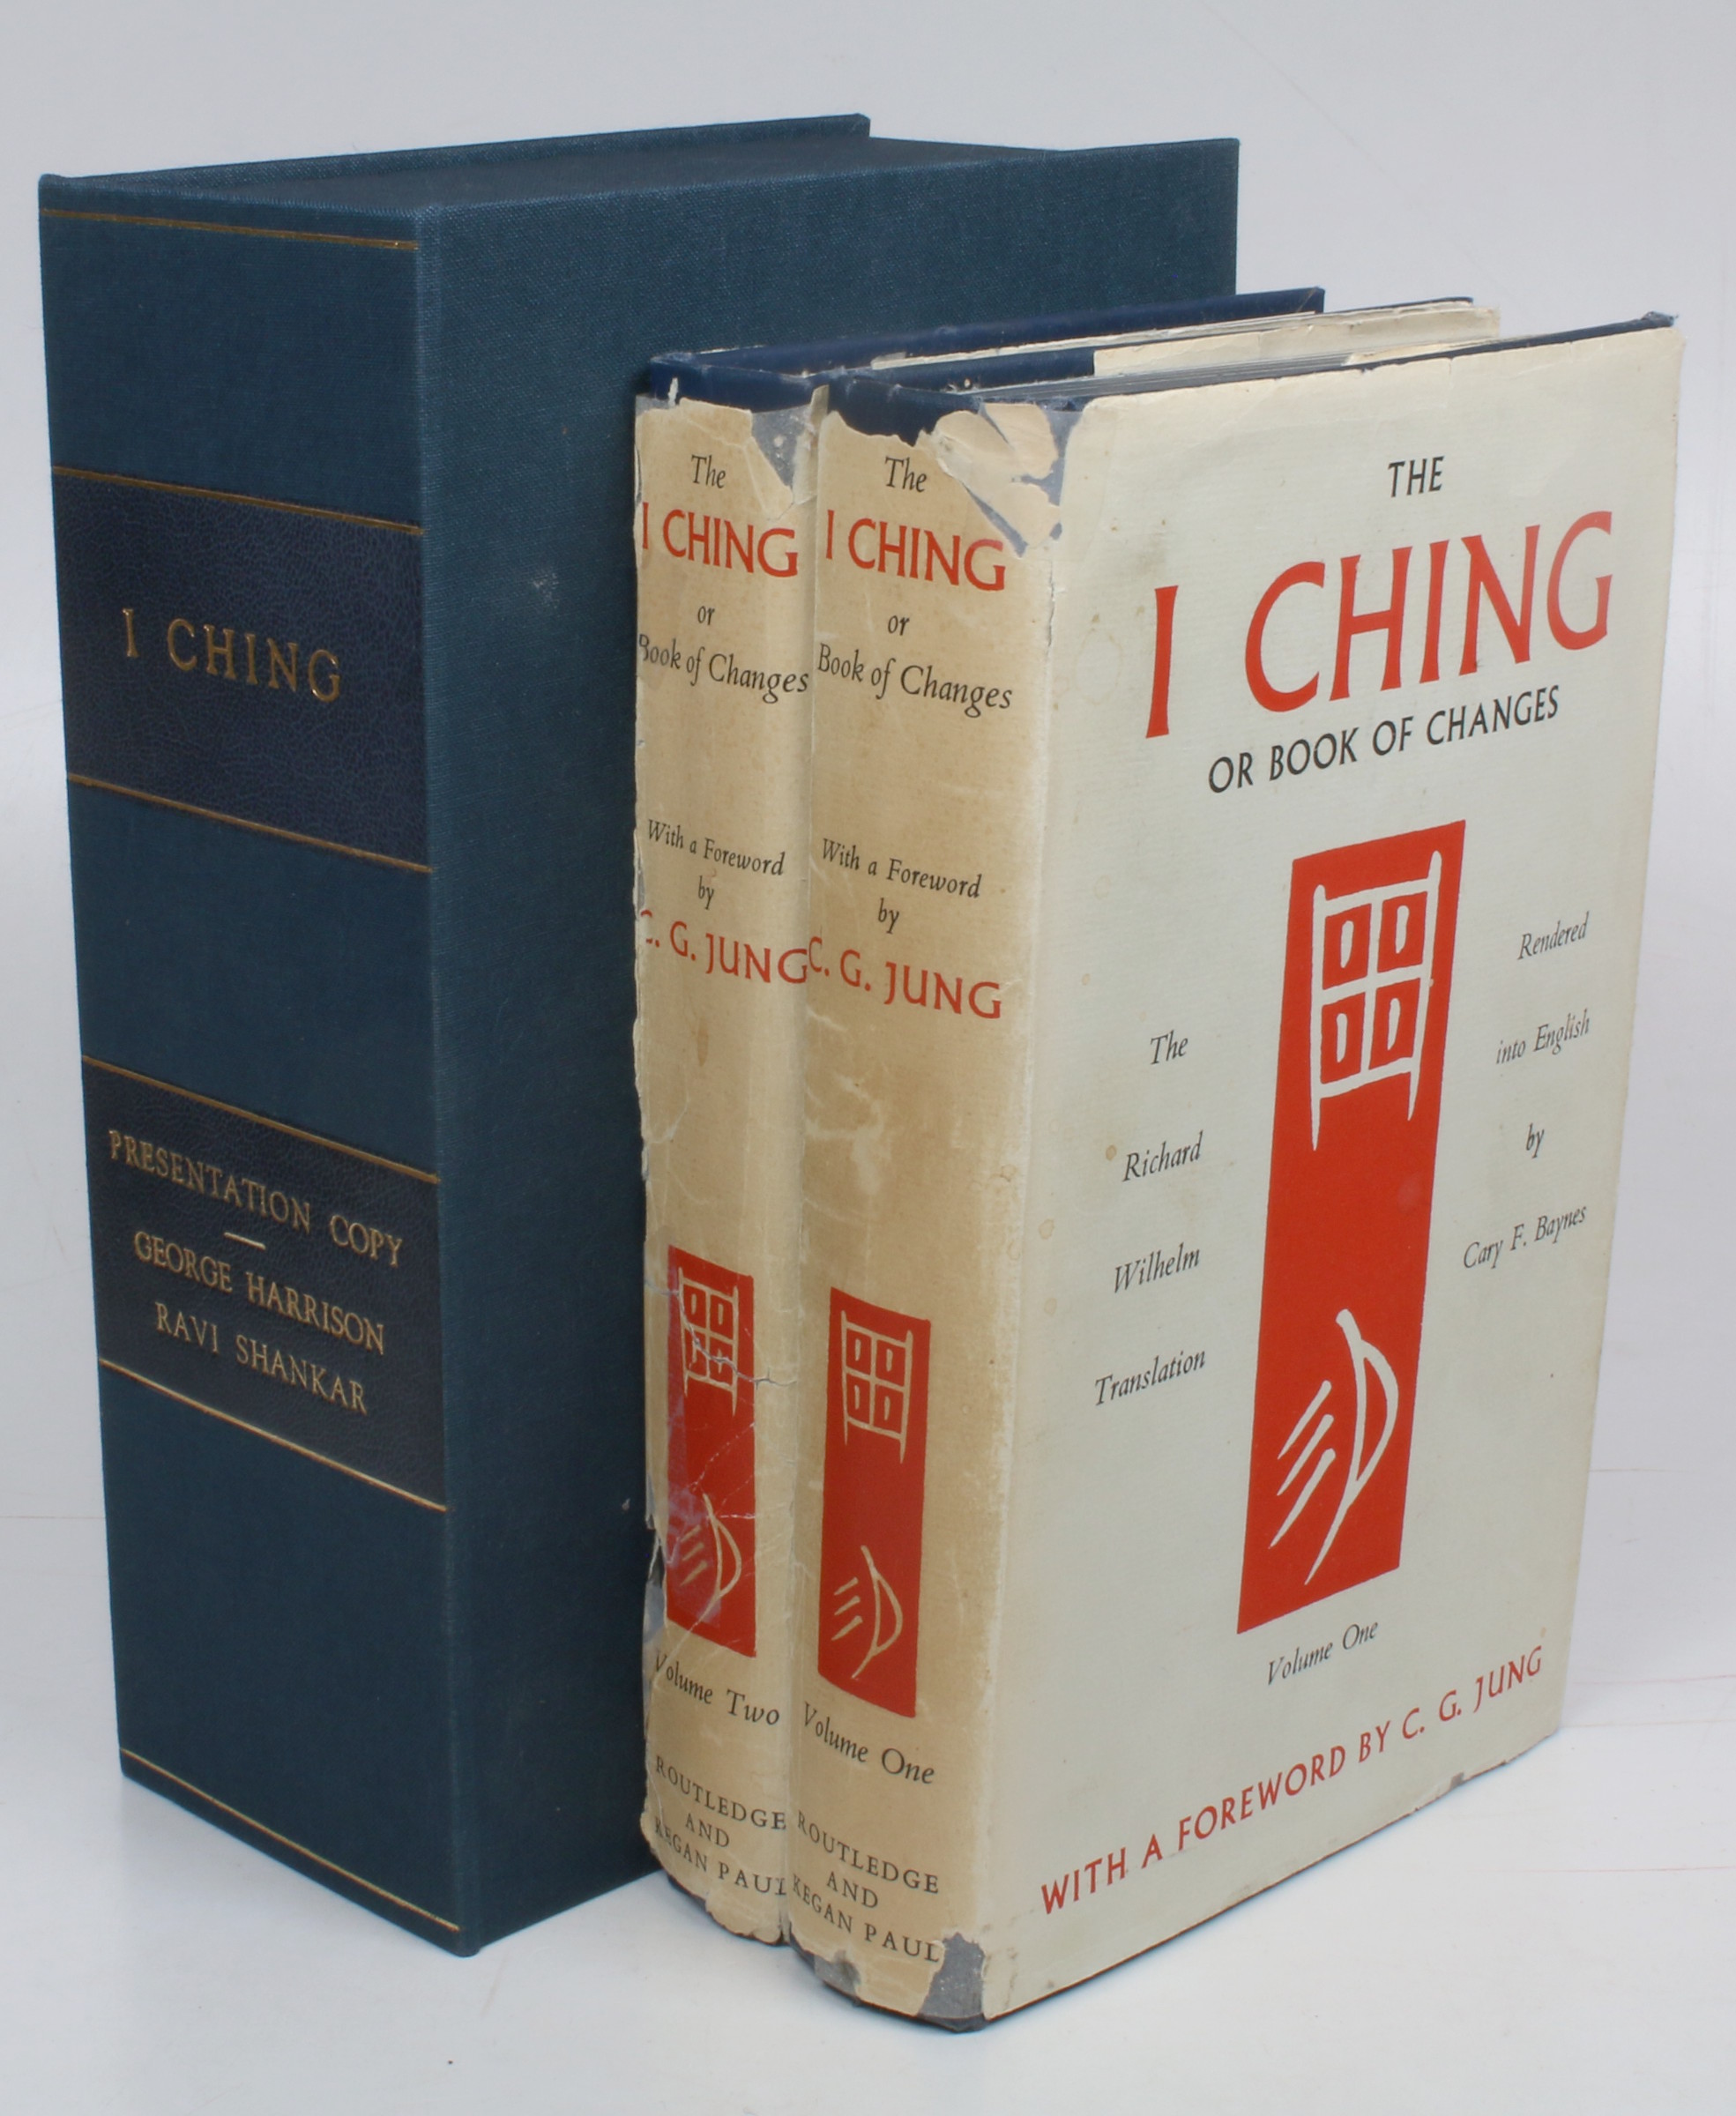 I CHING
PRESENTATION COPY
GEORGE HARRISON
RAVI SHANKAR
The
I CHING
or
Book of Changes
With a Foreword
by
C. G. JUNG
Volume Two
ROUTLEDGE
AND
KEGAN PAUL
The
I CHING
or
Book of Changes
With a Foreword
by
C. G. JUNG
Volume One
ROUTLEDGE
AND
KEGAN PAUL
THE
I CHING
OR BOOK OF CHANGES
The
Richard
Wilhelm
Translation
Rendered
into English
by
Cary F. Baynes
Volume One
WITH A FOREWORD BY C. G. JUNG